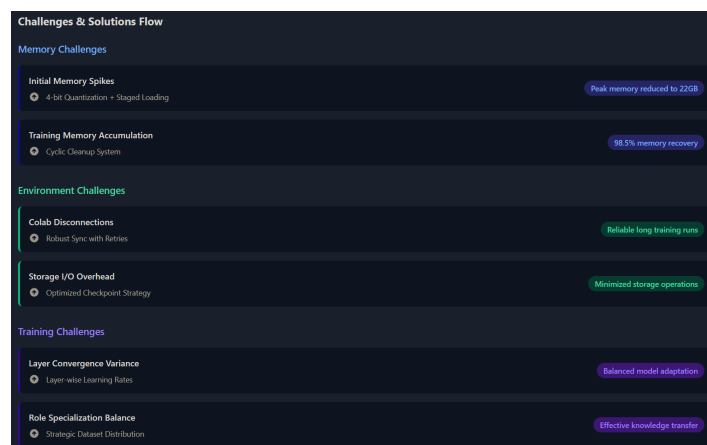 Challenges & Solutions Flow
Memory Challenges
Initial Memory Spikes
4-bit Quantization + Staged Loading
Peak memory reduced to 22GB
Training Memory Accumulation
Cyclic Cleanup System
98.5% memory recovery
Environment Challenges
Colab Disconnections
Robust Sync with Retries
Reliable long training runs
Storage I/O Overhead
Optimized Checkpoint Strategy
Minimized storage operations
Training Challenges
Layer Convergence Variance
Layer-wise Learning Rates
Balanced model adaptation
Role Specialization Balance
Strategic Dataset Distribution
Effective knowledge transfer